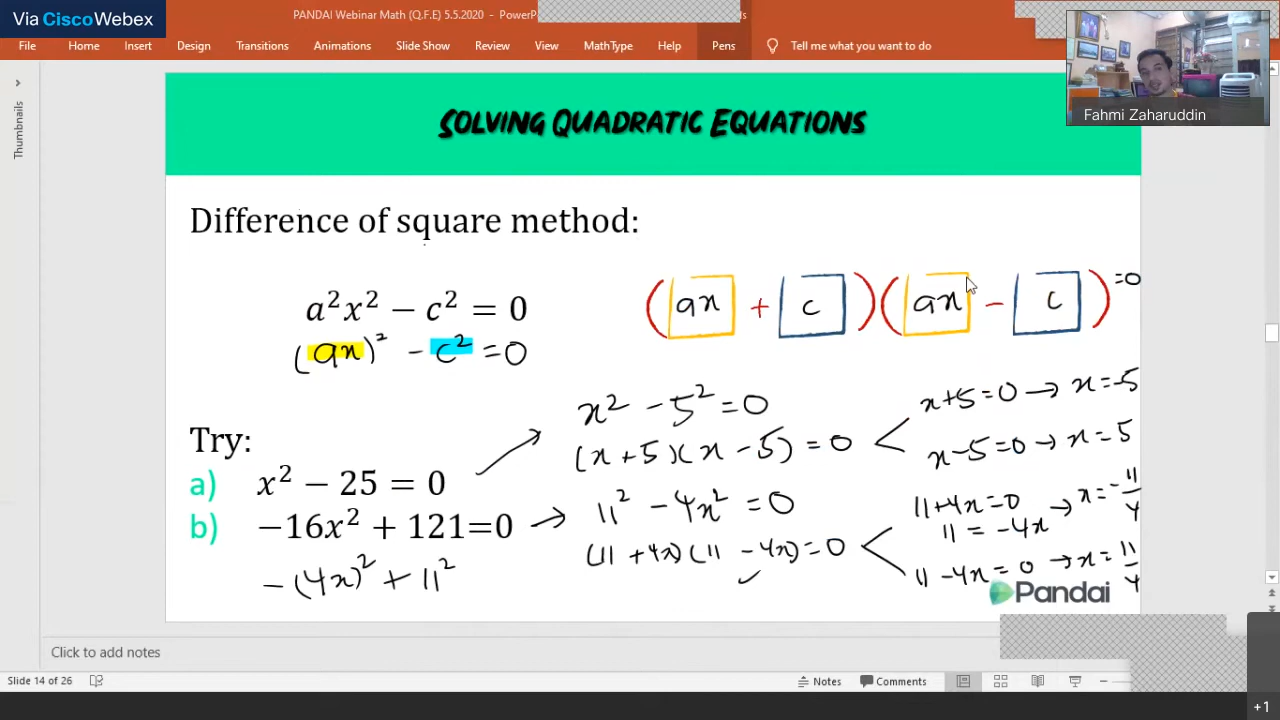 Via CiscoWebex
PANDAI Webinar Math (Q.F.E) 5.5.2020 - PowerP
File Home Insert Design Transitions Animations Slide Show Review View MathType Help Pens Tell me what you want to do
Fahmi Zaharuddin
Thumbnails
SOLVING QUADRATIC EQUATIONS
Difference of square method:
a²x² − c² = 0
(ax)² − c² = 0
(ax + c)(ax − c) = 0
Try:
a) x² − 25 = 0
x² − 5² = 0
(x + 5)(x − 5) = 0
x + 5 = 0 → x = −5
x − 5 = 0 → x = 5
b) −16x² + 121=0
− (4x)² + 11²
11² − 4x² = 0
(11 + 4x)(11 − 4x) = 0
11 + 4x = 0 → x = −11/4
11 = −4x
11 − 4x = 0 → x = 11/4
Pandai
Click to add notes
Slide 14 of 26 Notes Comments
+1